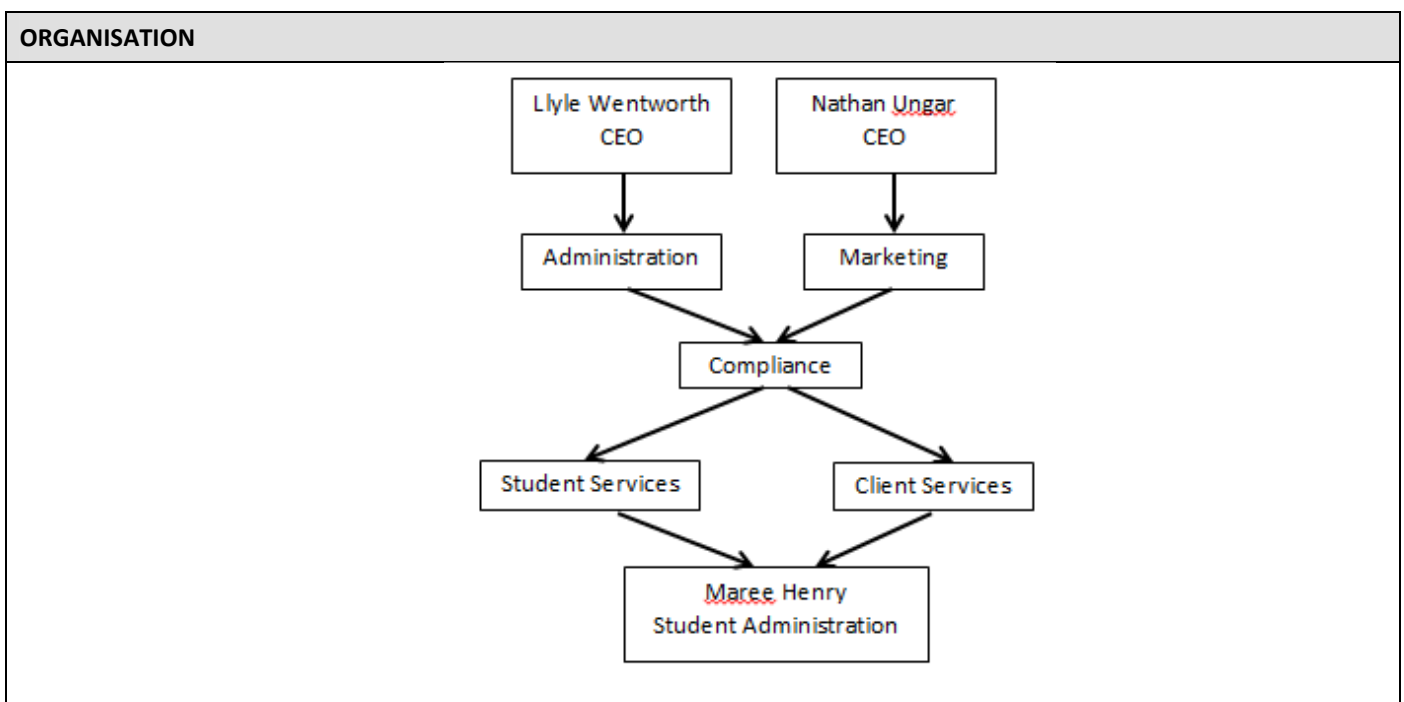 ORGANISATION
Llyle Wentworth
CEO
Nathan Ungar
CEO
Administration
Marketing
Compliance
Student Services
Client Services
Maree Henry
Student Administration